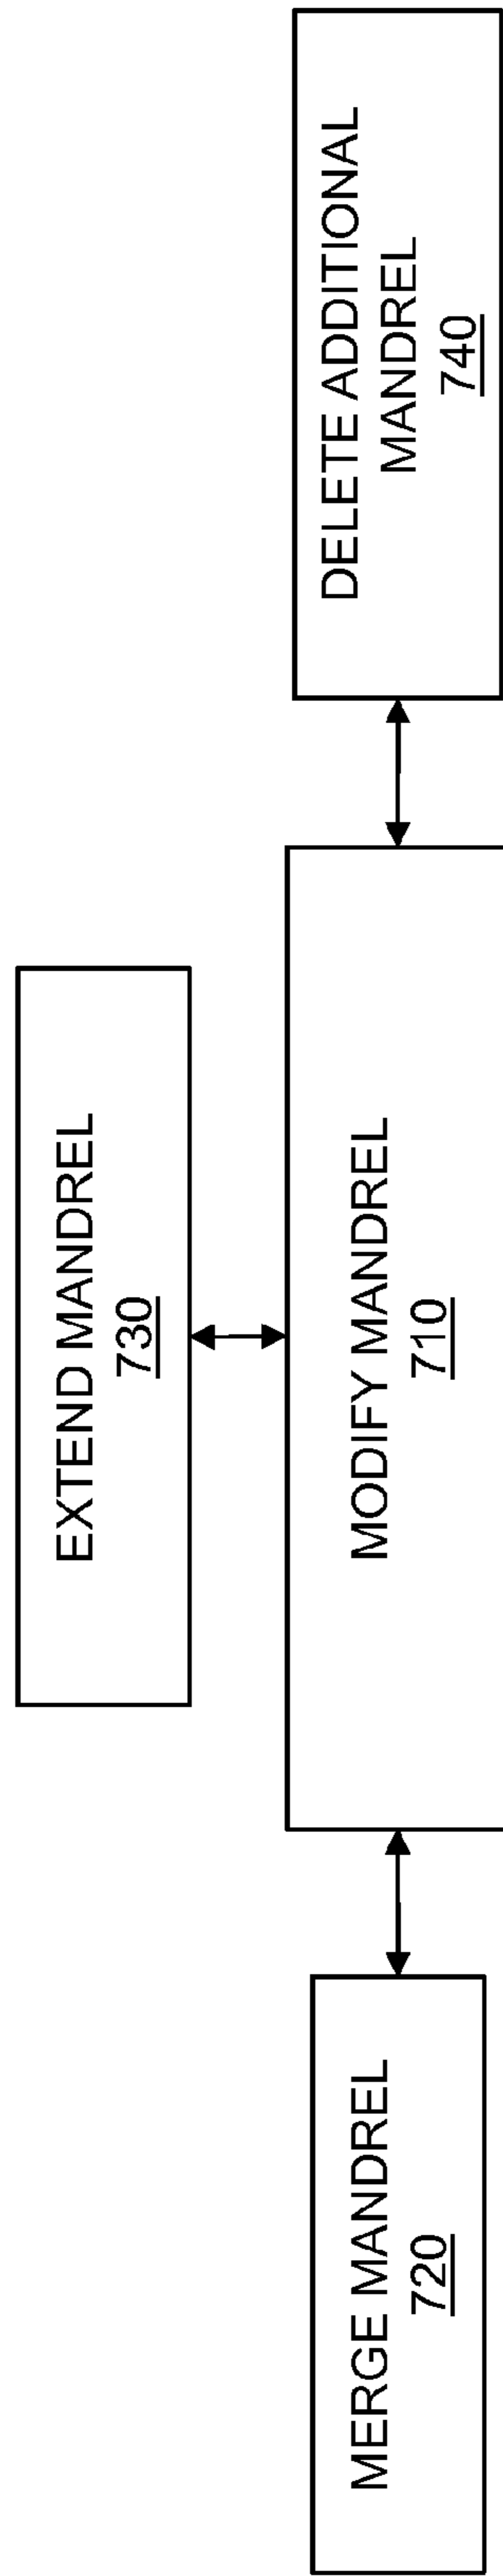 EXTEND MANDREL
730
MERGE MANDREL
720
MODIFY MANDREL
710
DELETE ADDITIONAL
MANDREL
740